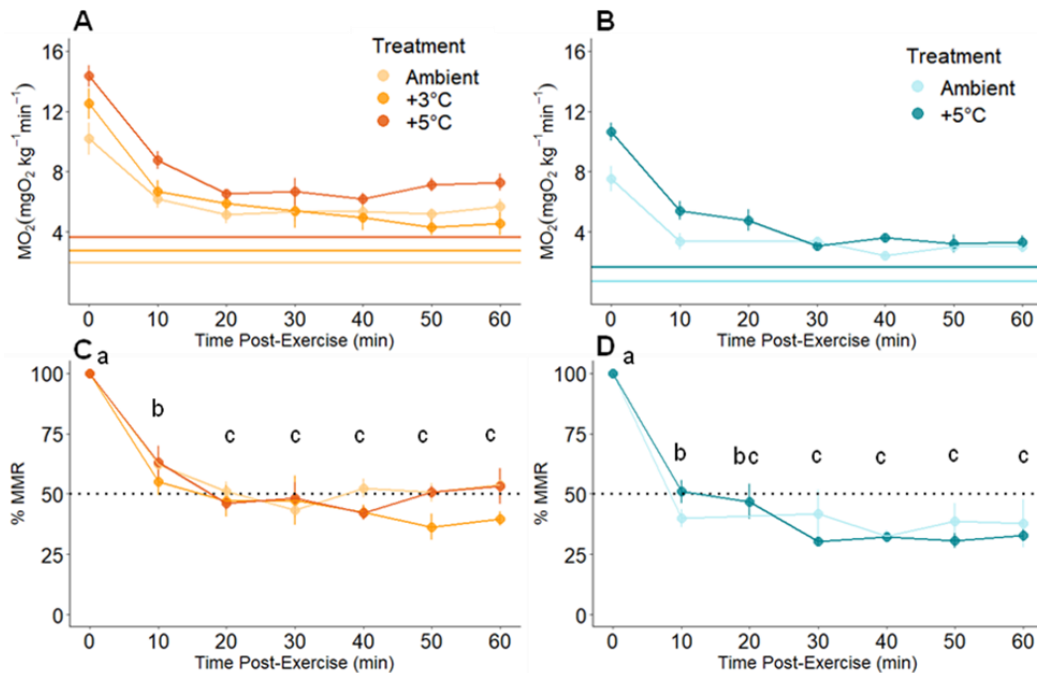 A
Treatment
Ambient
+3°C
+5°C
16
12
8
4
MO₂(mgO₂ kg⁻¹min⁻¹)
0 10 20 30 40 50 60
Time Post-Exercise (min)
B
Treatment
Ambient
+5°C
16
12
8
4
MO₂(mgO₂ kg⁻¹min⁻¹)
0 10 20 30 40 50 60
Time Post-Exercise (min)
C
a
b
c c c c c
100
75
50
25
0
% MMR
0 10 20 30 40 50 60
Time Post-Exercise (min)
D
a
b bc c c c c
100
75
50
25
0
% MMR
0 10 20 30 40 50 60
Time Post-Exercise (min)